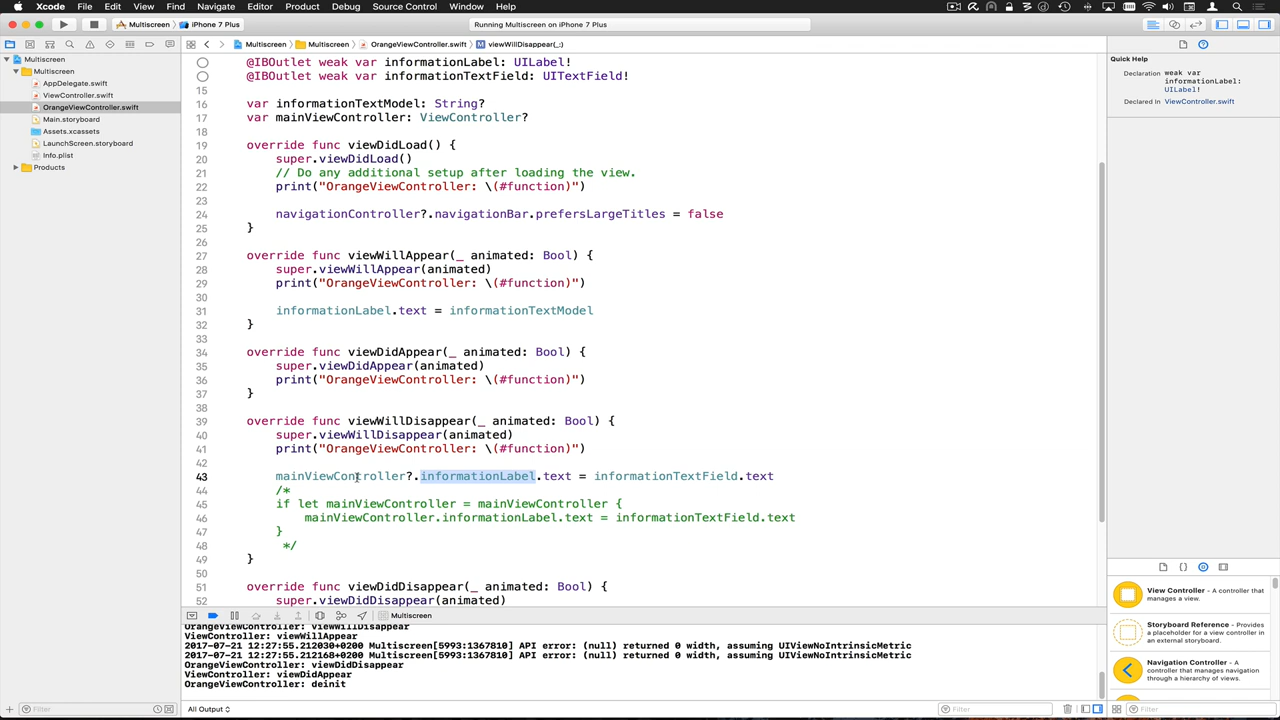 Xcode File Edit View Find Navigate Editor Product Debug Source Control Window Help
Multiscreen iPhone 7 Plus
Running Multiscreen on iPhone 7 Plus
Multiscreen Multiscreen OrangeViewController.swift M viewWillDisappear(_:)
Multiscreen
Multiscreen
AppDelegate.swift
ViewController.swift
OrangeViewController.swift
Main.storyboard
Assets.xcassets
LaunchScreen.storyboard
Info.plist
Products
@IBOutlet weak var informationLabel: UILabel!
@IBOutlet weak var informationTextField: UITextField!
15
16 var informationTextModel: String?
17 var mainViewController: ViewController?
18
19 override func viewDidLoad() {
20 super.viewDidLoad()
21 // Do any additional setup after loading the view.
22 print("OrangeViewController: \(#function)")
23
24 navigationController?.navigationBar.prefersLargeTitles = false
25 }
26
27 override func viewWillAppear(_ animated: Bool) {
28 super.viewWillAppear(animated)
29 print("OrangeViewController: \(#function)")
30
31 informationLabel.text = informationTextModel
32 }
33
34 override func viewDidAppear(_ animated: Bool) {
35 super.viewDidAppear(animated)
36 print("OrangeViewController: \(#function)")
37 }
38
39 override func viewWillDisappear(_ animated: Bool) {
40 super.viewWillDisappear(animated)
41 print("OrangeViewController: \(#function)")
42
43 mainViewController?.informationLabel.text = informationTextField.text
44 /*
45 if let mainViewController = mainViewController {
46 mainViewController.informationLabel.text = informationTextField.text
47 }
48 */
49 }
50
51 override func viewDidDisappear(_ animated: Bool) {
52 super.viewDidDisappear(animated)
Multiscreen
OrangeViewController: viewWillDisappear
ViewController: viewWillAppear
2017-07-21 12:27:55.212030+0200 Multiscreen[5993:1367810] API error: (null) returned 0 width, assuming UIViewNoIntrinsicMetric
2017-07-21 12:27:55.212168+0200 Multiscreen[5993:1367810] API error: (null) returned 0 width, assuming UIViewNoIntrinsicMetric
OrangeViewController: viewDidDisappear
ViewController: viewDidAppear
OrangeViewController: deinit
Filter
All Output
Filter
Quick Help
Declaration weak var
informationLabel:
UILabel!
Declared In ViewController.swift
View Controller - A controller that
manages a view.
Storyboard Reference - Provides
a placeholder for a view controller in
an external storyboard.
Navigation Controller - A
controller that manages navigation
through a hierarchy of views.
Filter